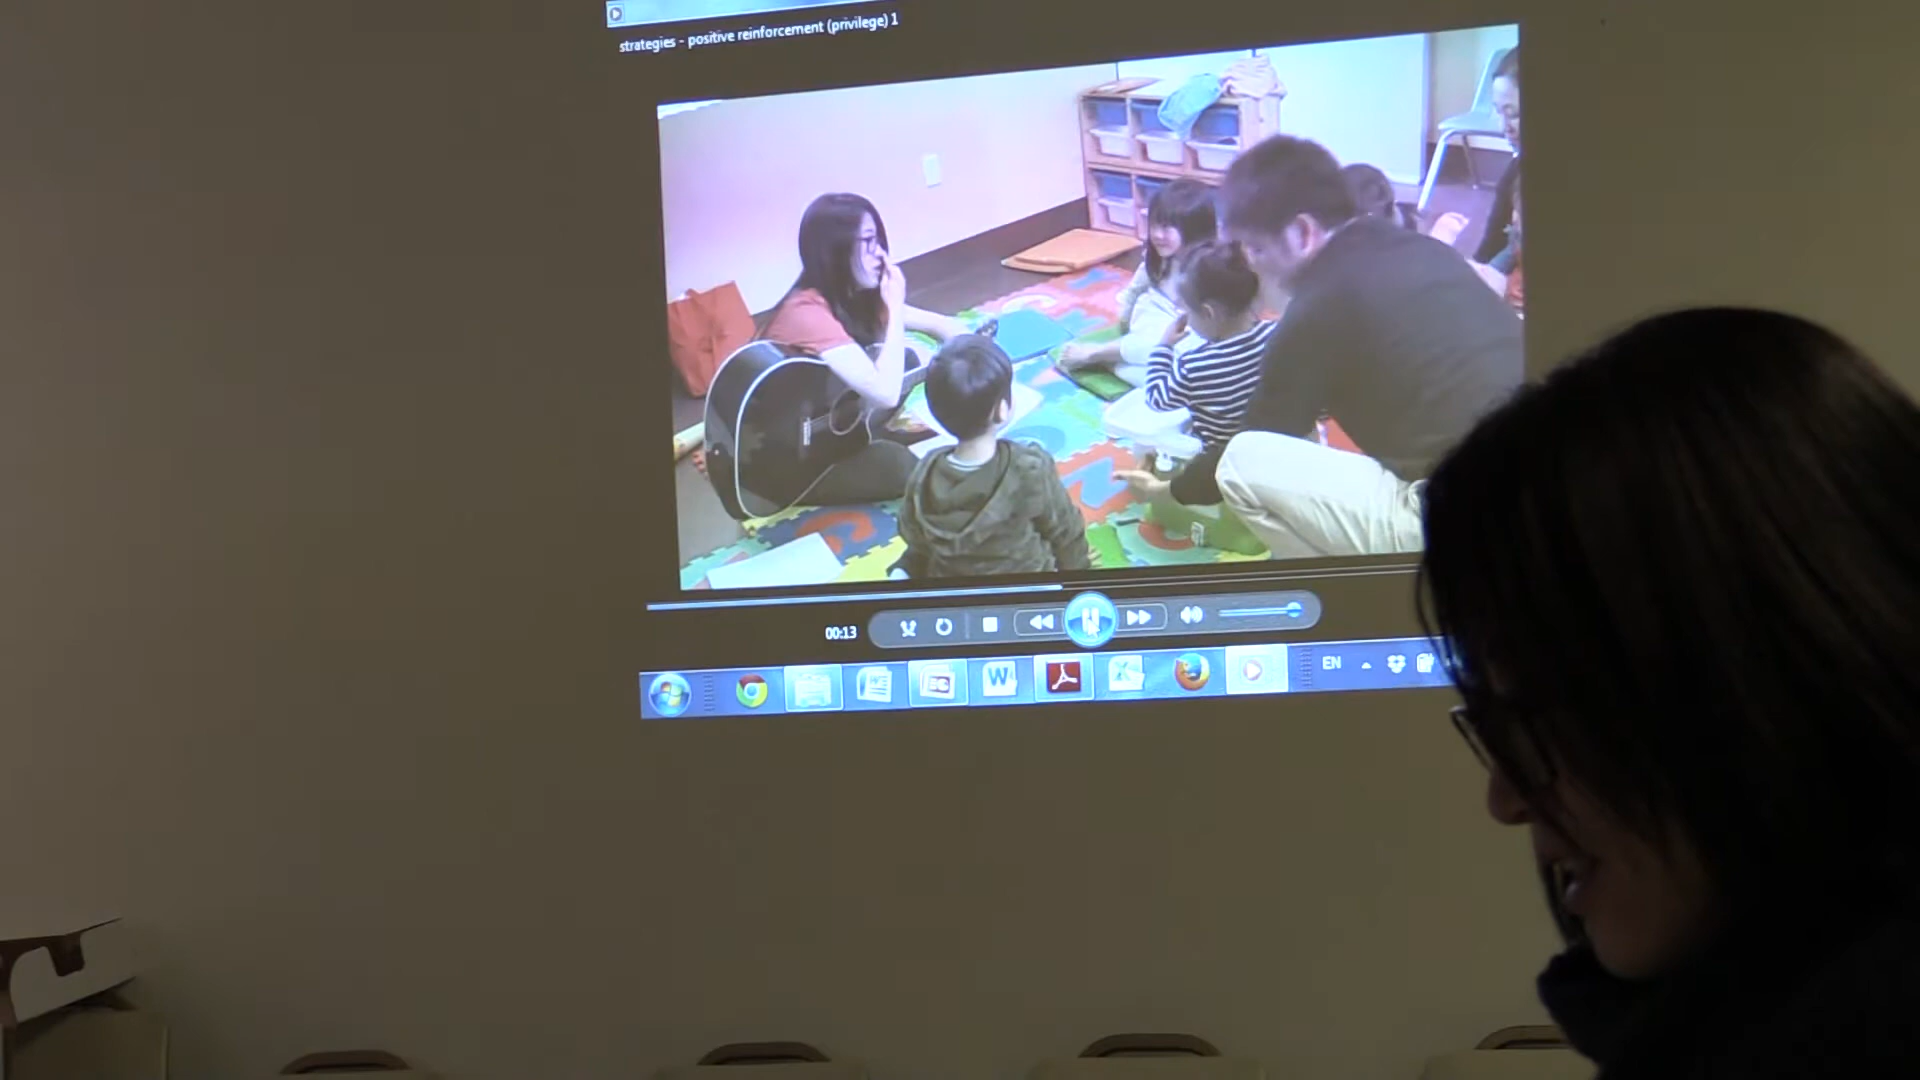 strategies - positive reinforcement (privilege) 1
00:13
W
EN